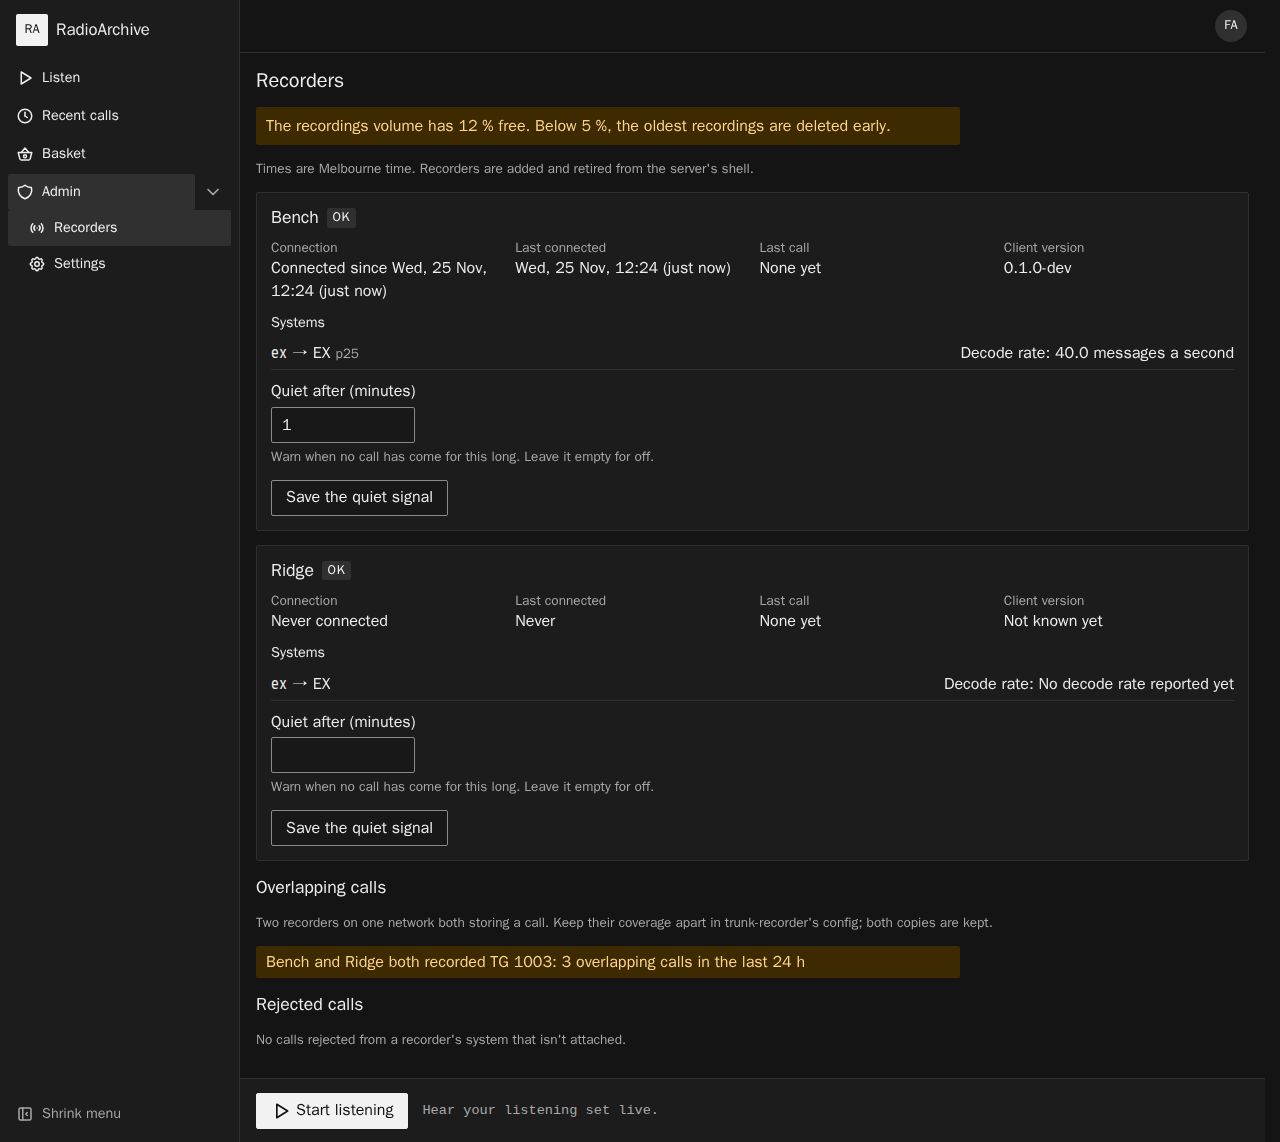 RA RadioArchive
FA
Listen
Recent calls
Basket
Admin
Recorders
Settings
Shrink menu
Recorders
The recordings volume has 12 % free. Below 5 %, the oldest recordings are deleted early.
Times are Melbourne time. Recorders are added and retired from the server's shell.
Bench OK
Connection Last connected Last call Client version
Connected since Wed, 25 Nov, Wed, 25 Nov, 12:24 (just now) None yet 0.1.0-dev
12:24 (just now)
Systems
ex → EX p25 Decode rate: 40.0 messages a second
Quiet after (minutes)
1
Warn when no call has come for this long. Leave it empty for off.
Save the quiet signal
Ridge OK
Connection Last connected Last call Client version
Never connected Never None yet Not known yet
Systems
ex → EX Decode rate: No decode rate reported yet
Quiet after (minutes)
Warn when no call has come for this long. Leave it empty for off.
Save the quiet signal
Overlapping calls
Two recorders on one network both storing a call. Keep their coverage apart in trunk-recorder's config; both copies are kept.
Bench and Ridge both recorded TG 1003: 3 overlapping calls in the last 24 h
Rejected calls
No calls rejected from a recorder's system that isn't attached.
Start listening Hear your listening set live.